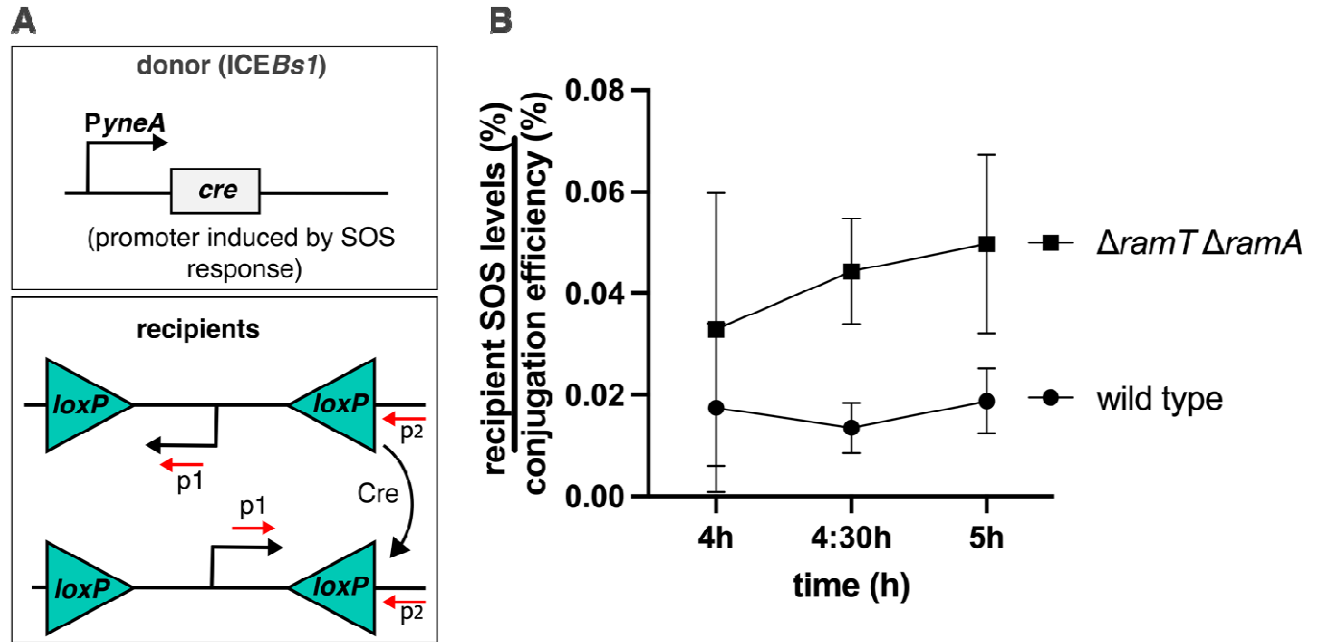 A
donor (ICEBs1)
PyneA
cre
(promoter induced by SOS
response)
recipients
loxP
loxP
p2
p1
Cre
p1
loxP
loxP
p2
B
recipient SOS levels (%)
conjugation efficiency (%)
0.08
0.06
0.04
0.02
0.00
4h
4:30h
5h
time (h)
ΔramT ΔramA
wild type